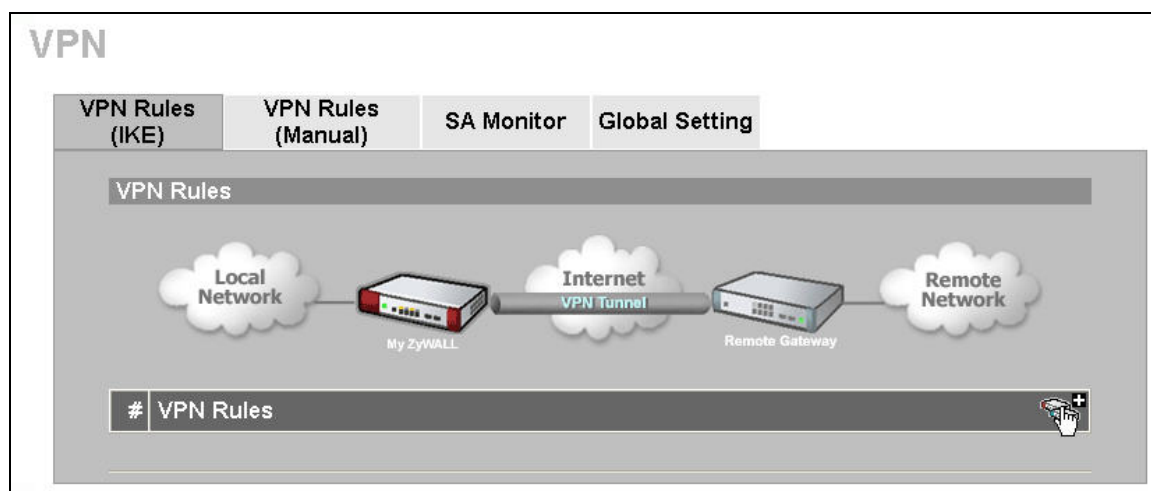 VPN
VPN Rules
(IKE)
VPN Rules
(Manual)
SA Monitor
Global Setting
VPN Rules
Local
Network
My ZyWALL
Internet
VPN Tunnel
Remote Gateway
Remote
Network
# VPN Rules